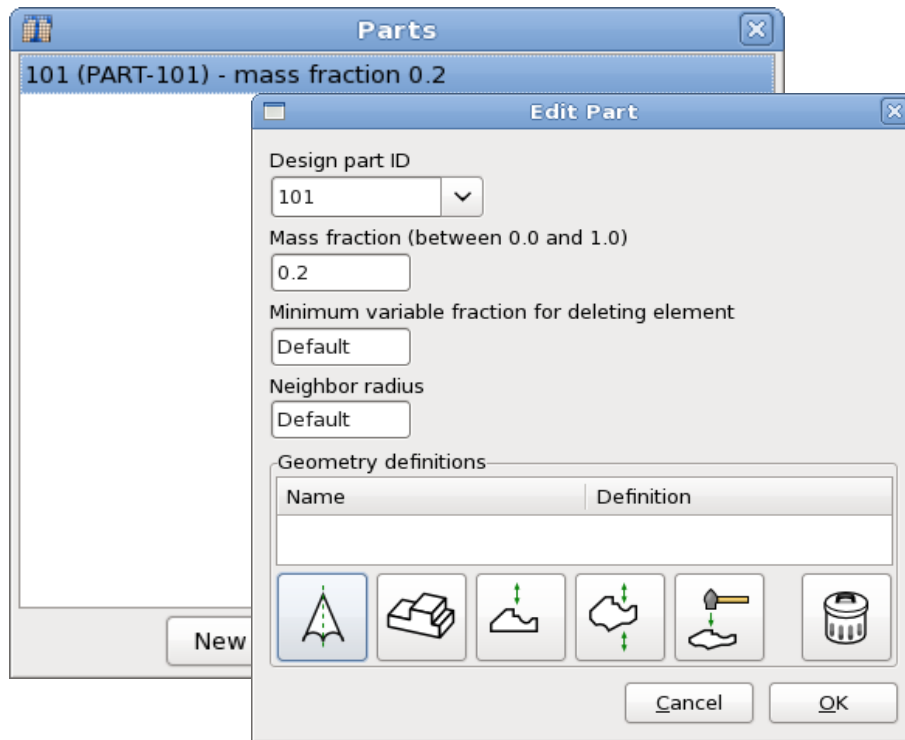 Parts
101 (PART-101) - mass fraction 0.2
Edit Part
Design part ID
101
Mass fraction (between 0.0 and 1.0)
0.2
Minimum variable fraction for deleting element
Default
Neighbor radius
Default
Geometry definitions
Name Definition
New
Cancel OK